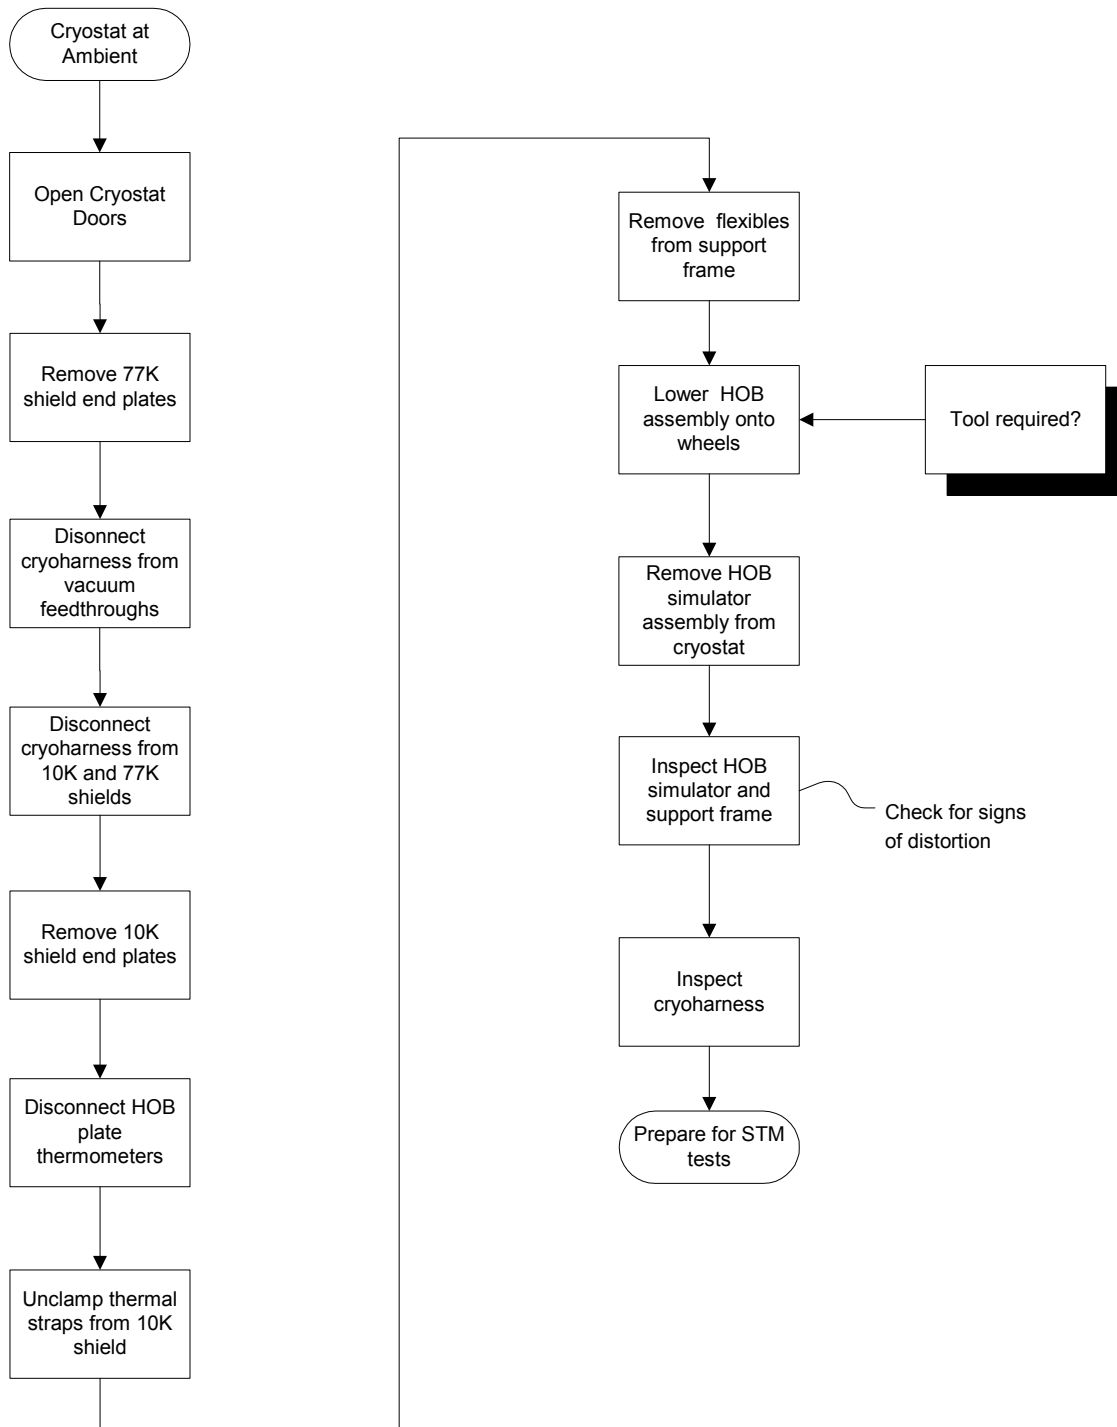 Cryostat at
Ambient
Open Cryostat
Doors
Remove 77K
shield end plates
Disonnect
cryoharness from
vacuum
feedthroughs
Disconnect
cryoharness from
10K and 77K
shields
Remove 10K
shield end plates
Disconnect HOB
plate
thermometers
Unclamp thermal
straps from 10K
shield
Remove flexibles
from support
frame
Lower HOB
assembly onto
wheels
Tool required?
Remove HOB
simulator
assembly from
cryostat
Inspect HOB
simulator and
support frame
Check for signs
of distortion
Inspect
cryoharness
Prepare for STM
tests